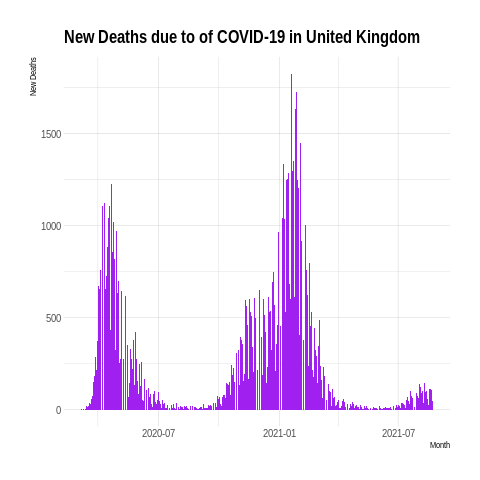 New Deaths due to of COVID-19 in United Kingdom
New Deaths
1500
1000
500
0
2020-07
2021-01
2021-07
Month